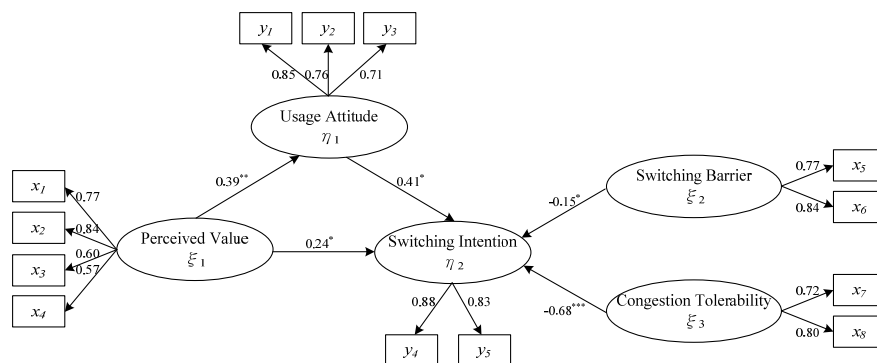 y1
y2
y3
0.85
0.76
0.71
Usage Attitude
η1
0.39**
0.41*
x1
x2
x3
x4
0.77
0.84
0.60
0.57
Perceived Value
ξ1
0.24*
Switching Intention
η2
0.88
0.83
y4
y5
-0.15*
Switching Barrier
ξ2
0.77
0.84
x5
x6
-0.68***
Congestion Tolerability
ξ3
0.72
0.80
x7
x8